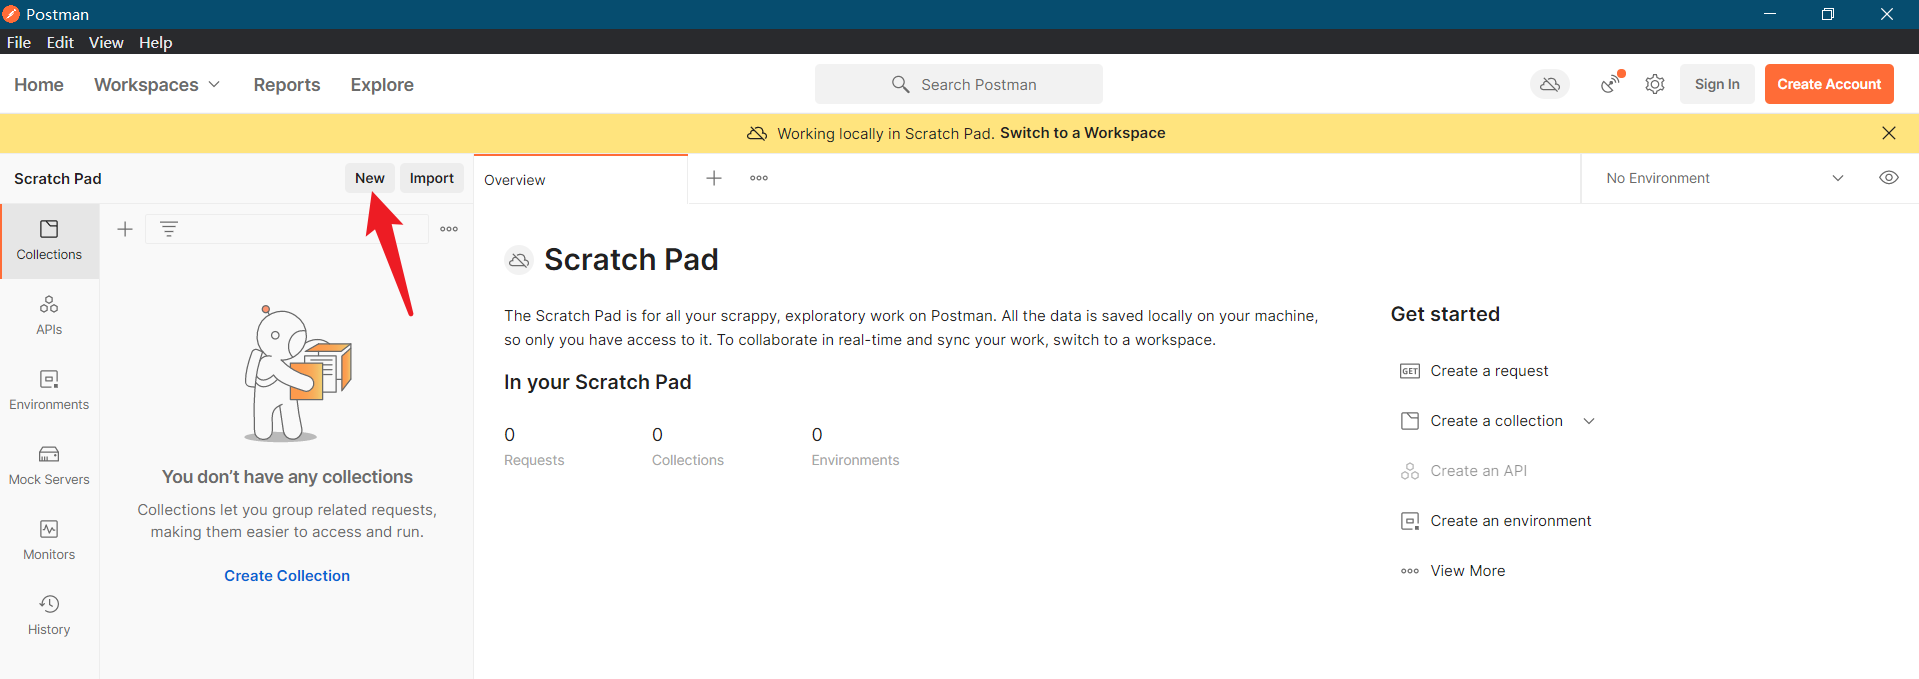 Postman
File Edit View Help
Home Workspaces Reports Explore Search Postman Sign In Create Account
Working locally in Scratch Pad. Switch to a Workspace
Scratch Pad New Import Overview No Environment
Collections
APIs
Environments
Mock Servers
Monitors
History
You don’t have any collections
Collections let you group related requests,
making them easier to access and run.
Create Collection
Scratch Pad
The Scratch Pad is for all your scrappy, exploratory work on Postman. All the data is saved locally on your machine,
so only you have access to it. To collaborate in real-time and sync your work, switch to a workspace.
In your Scratch Pad
0 0 0
Requests Collections Environments
Get started
GET Create a request
Create a collection
Create an API
Create an environment
View More